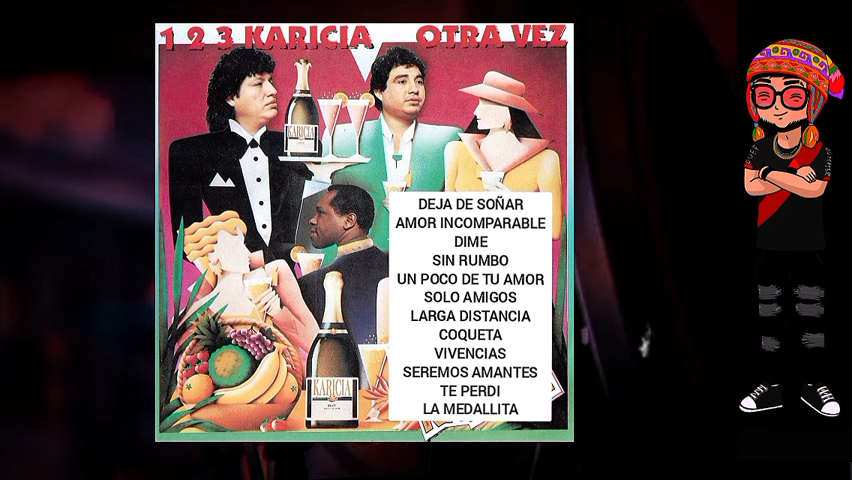 1 2 3 KARICIA OTRA VEZ
KARICIA
DEJA DE SOÑAR
AMOR INCOMPARABLE
DIME
SIN RUMBO
UN POCO DE TU AMOR
SOLO AMIGOS
LARGA DISTANCIA
COQUETA
VIVENCIAS
SEREMOS AMANTES
TE PERDI
LA MEDALLITA
KARICIA